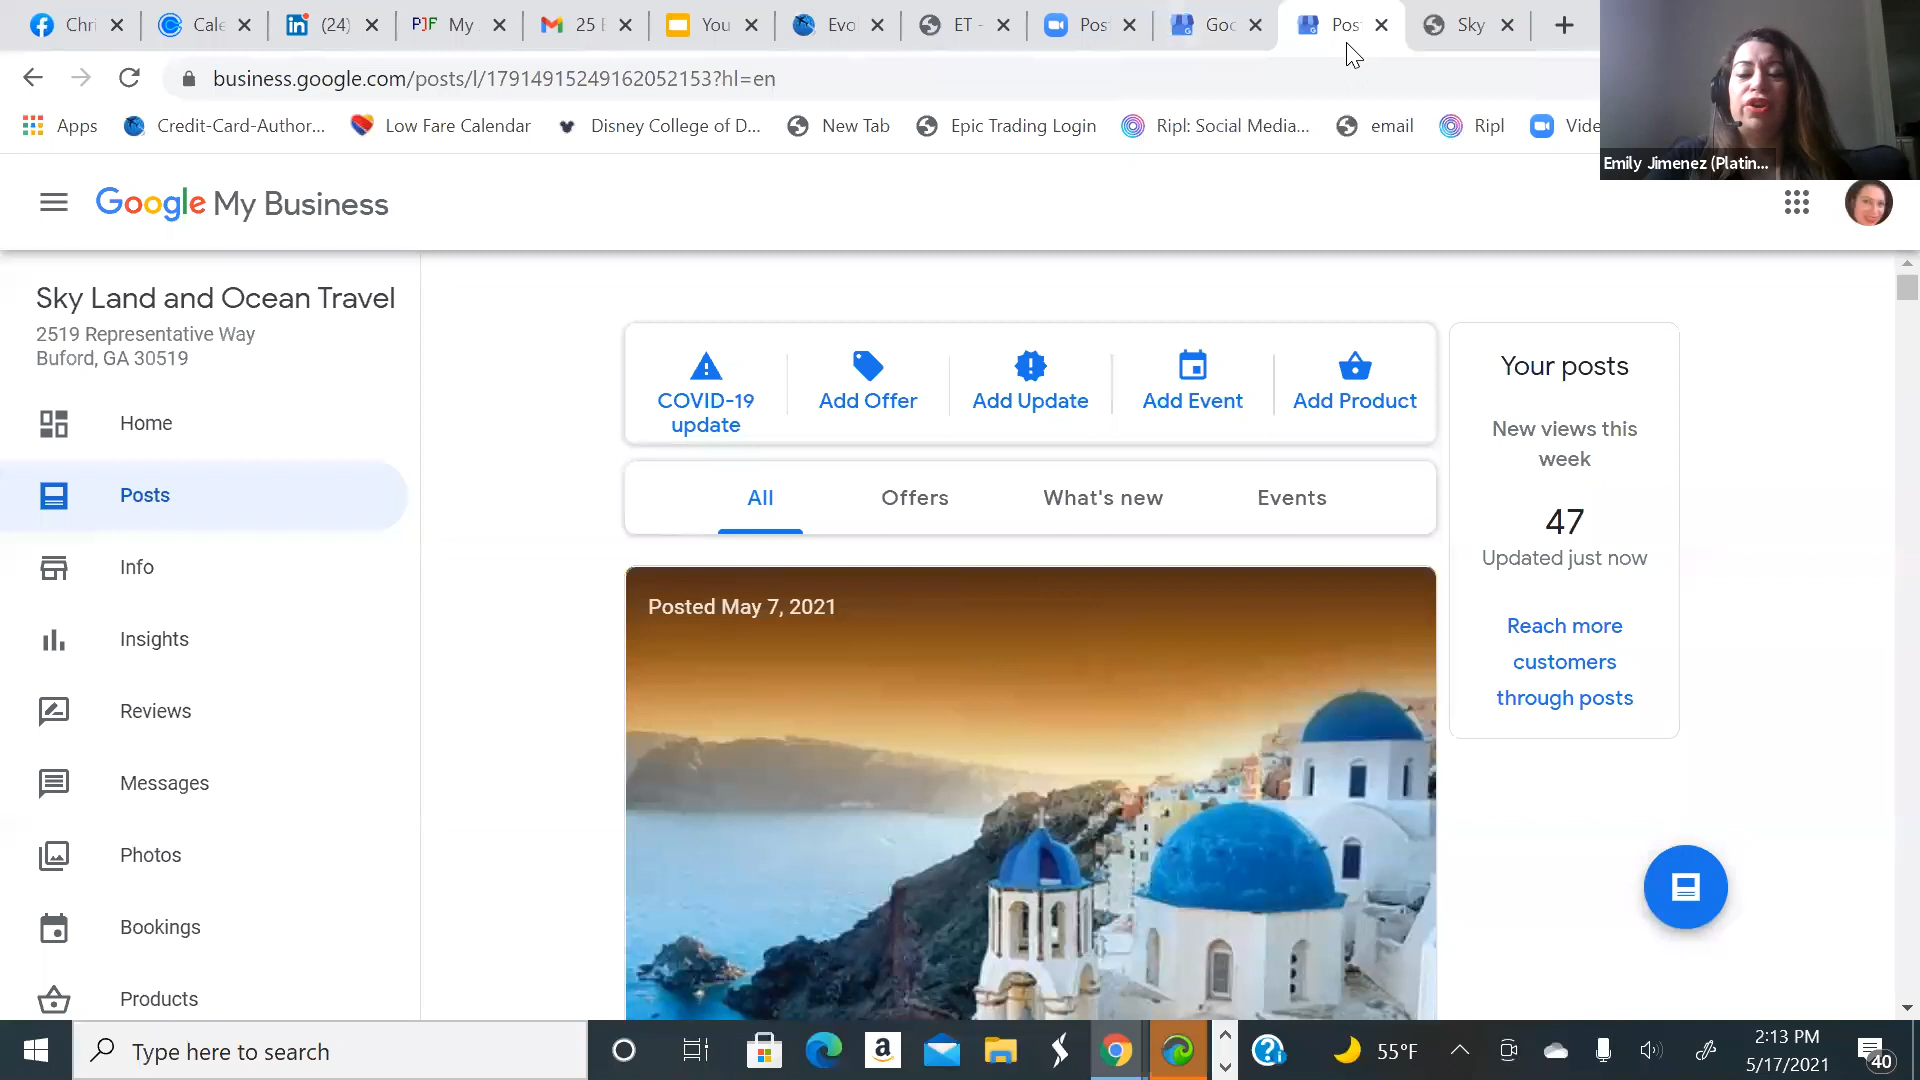 Chri
Cale
(24)
PJF My
25 E
You
Evo
ET -
Pos
Goo
Pos
Sky
business.google.com/posts/l/17914915249162052153?hl=en
Apps
Credit-Card-Author...
Low Fare Calendar
Disney College of D...
New Tab
Epic Trading Login
Ripl: Social Media...
email
Ripl
Vide
Emily Jimenez (Platin...
Google My Business
Sky Land and Ocean Travel
2519 Representative Way
Buford, GA 30519
Home
Posts
Info
Insights
Reviews
Messages
Photos
Bookings
Products
COVID-19
update
Add Offer
Add Update
Add Event
Add Product
All
Offers
What's new
Events
Posted May 7, 2021
Your posts
New views this
week
47
Updated just now
Reach more
customers
through posts
Type here to search
55°F
2:13 PM
5/17/2021
40